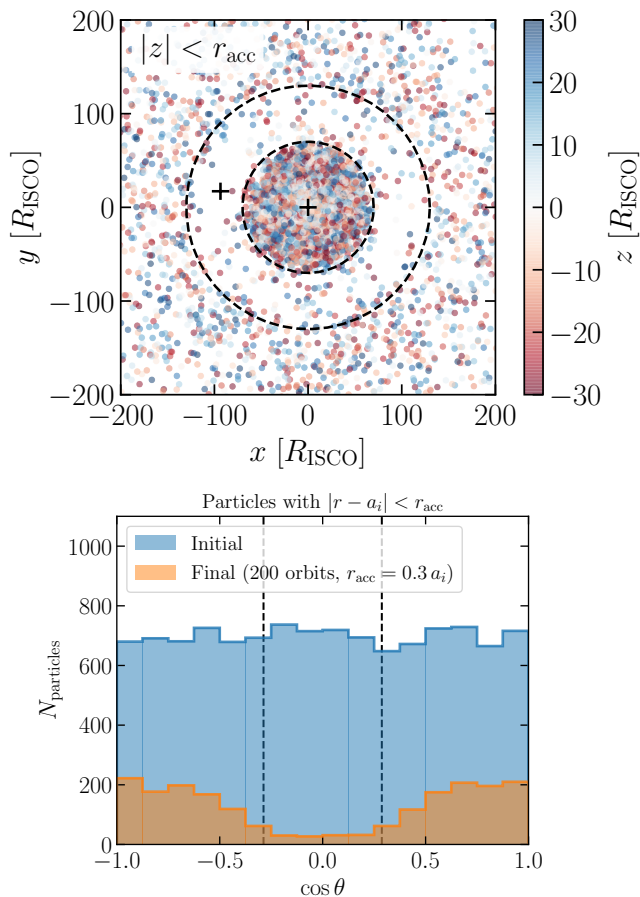 |z| < r_acc
200
100
0
−100
−200
y [R_ISCO]
−200 −100 0 100 200
x [R_ISCO]
30
20
10
0
−10
−20
−30
z [R_ISCO]
Particles with |r − a_i| < r_acc
Initial
Final (200 orbits, r_acc = 0.3 a_i)
1000
800
600
400
200
0
N_particles
−1.0 −0.5 0.0 0.5 1.0
cos θ